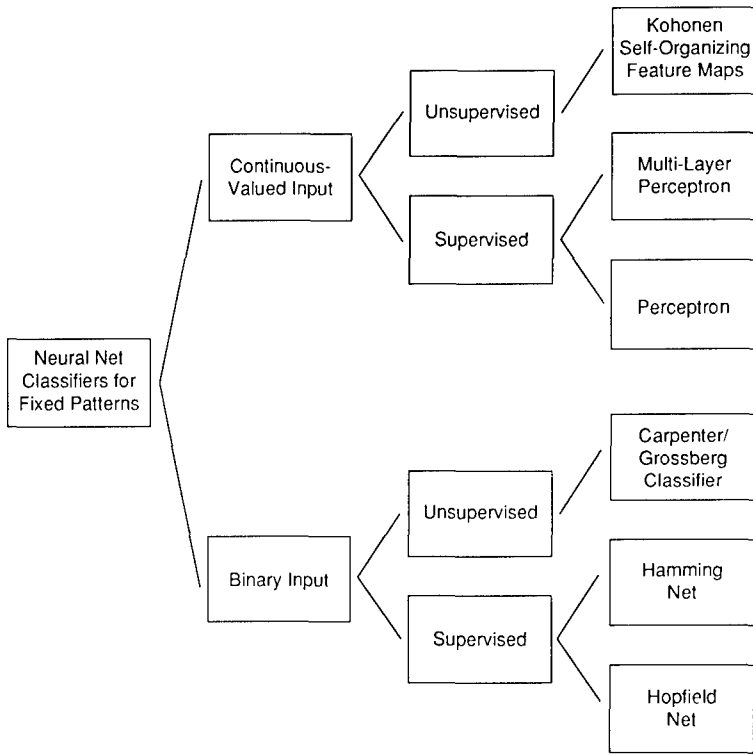 Kohonen
Self-Organizing
Feature Maps
Unsupervised
Continuous-
Valued Input
Multi-Layer
Perceptron
Supervised
Perceptron
Neural Net
Classifiers for
Fixed Patterns
Carpenter/
Grossberg
Classifier
Unsupervised
Binary Input
Hamming
Net
Supervised
Hopfield
Net